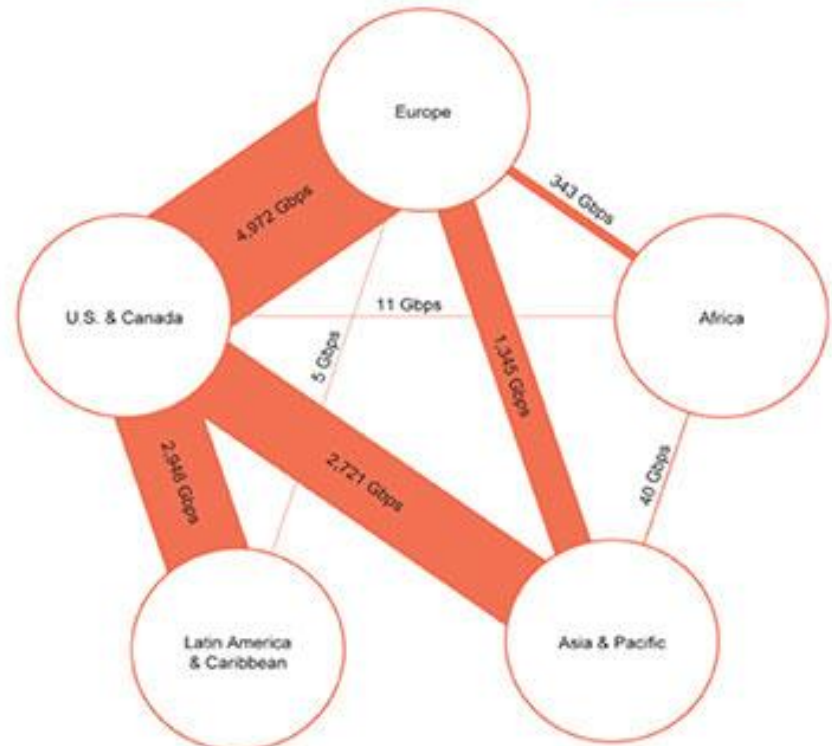 Europe
4,972 Gbps
343 Gbps
U.S. & Canada
11 Gbps
Africa
5 Gbps
1,345 Gbps
2,946 Gbps
2,721 Gbps
40 Gbps
Latin America
& Caribbean
Asia & Pacific